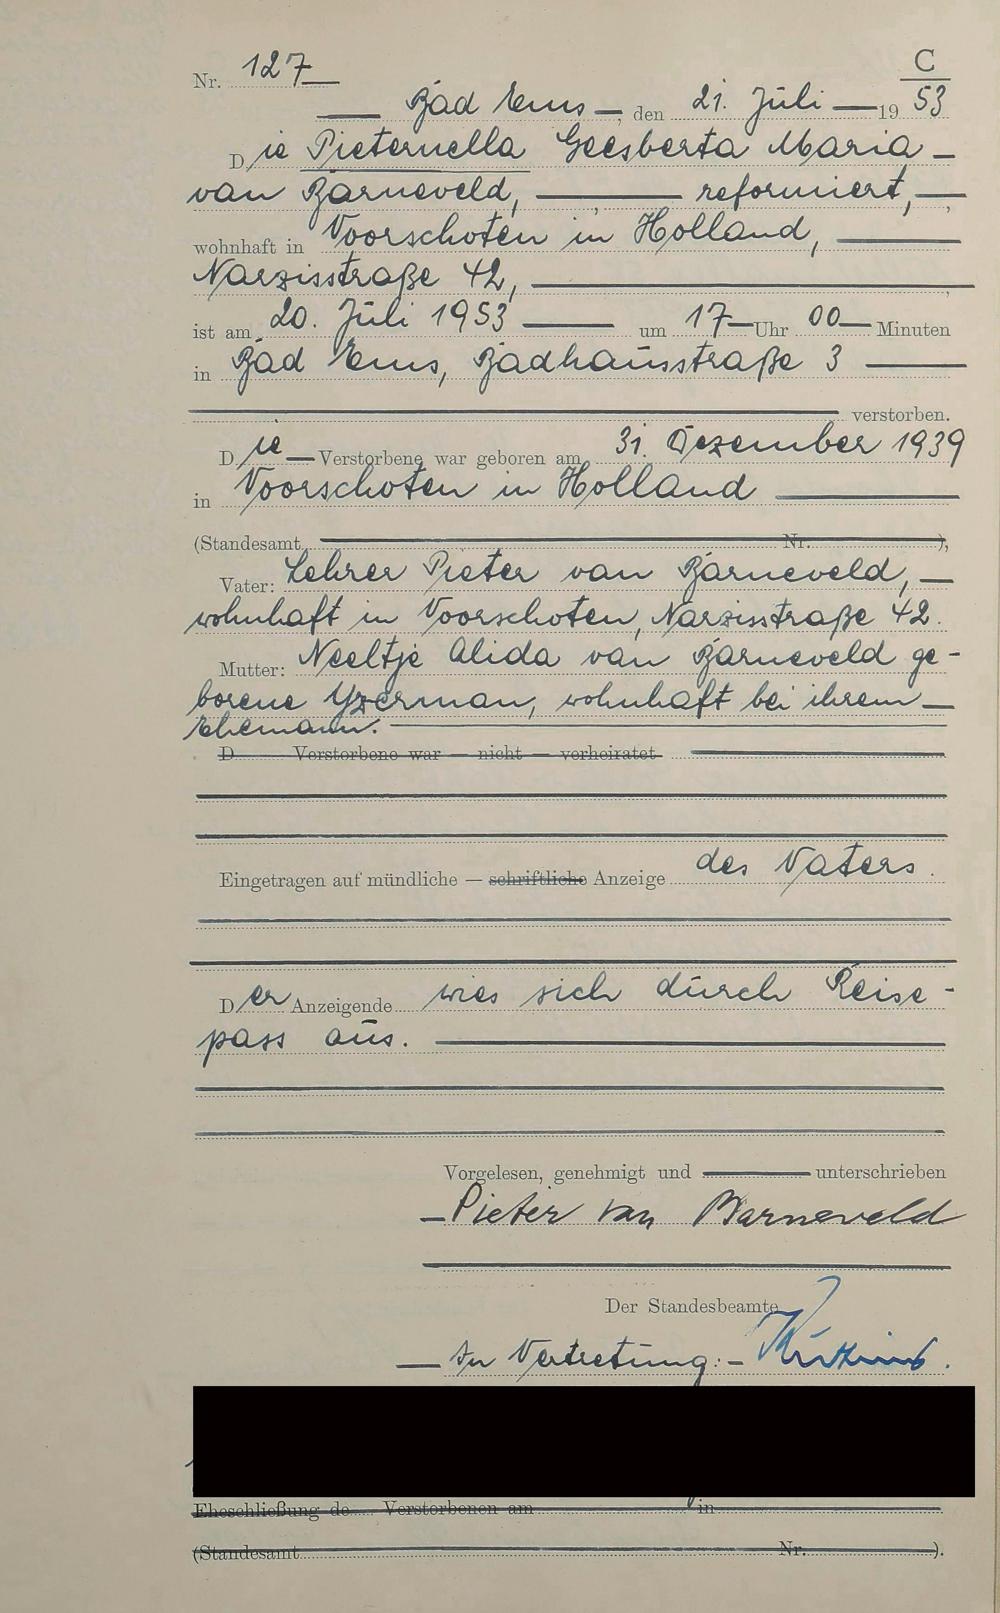 C
Nr. 127
Bad Ems —, den 21. Juli — 19 53
Die Pieternella Geesberta Maria —
van Barneveld, — reformiert, —
wohnhaft in Voorschoten in Holland, —
Narzisstraße 42, —
ist am 20. Juli 1953 — um 17 — Uhr 00 — Minuten
in Bad Ems, Badhausstraße 3 —
verstorben.
Die — Verstorbene war geboren am 31. Dezember 1939
in Voorschoten in Holland —
(Standesamt — Nr. —),
Vater: Lehrer Pieter van Barneveld, —
wohnhaft in Voorschoten, Narzisstraße 42.
Mutter: Neeltje Alida van Barneveld ge-
borene Yzerman, wohnhaft bei ihrem —
Ehemann. —
D Verstorbene war — nicht — verheiratet
Eingetragen auf mündliche — schriftliche Anzeige des Vaters.
Der Anzeigende wies sich durch Reise-
pass aus. —
Vorgelesen, genehmigt und — unterschrieben
— Pieter van Barneveld
Der Standesbeamte
— In Vertretung: —
Eheschließung de Verstorbenen am in
(Standesamt Nr. ).